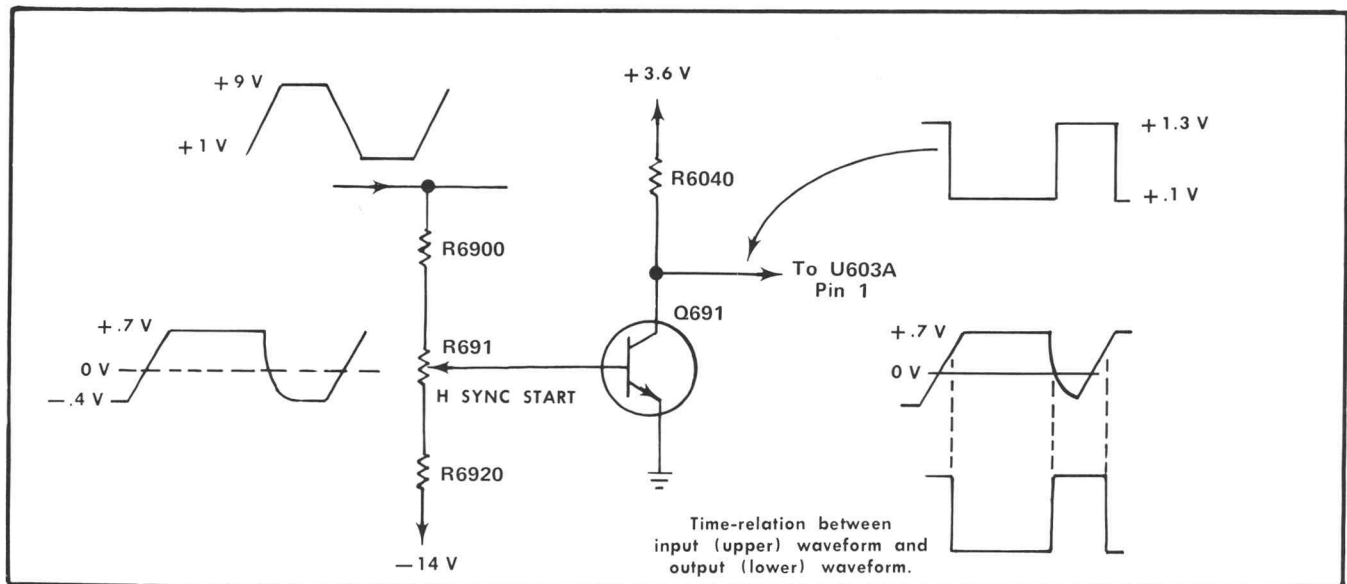 +9 V
+1 V
R6900
+.7 V
0 V
−.4 V
R691
H SYNC START
R6920
−14 V
+3.6 V
R6040
Q691
To U603A
Pin 1
+1.3 V
+.1 V
+.7 V
0 V
Time-relation between
input (upper) waveform and
output (lower) waveform.